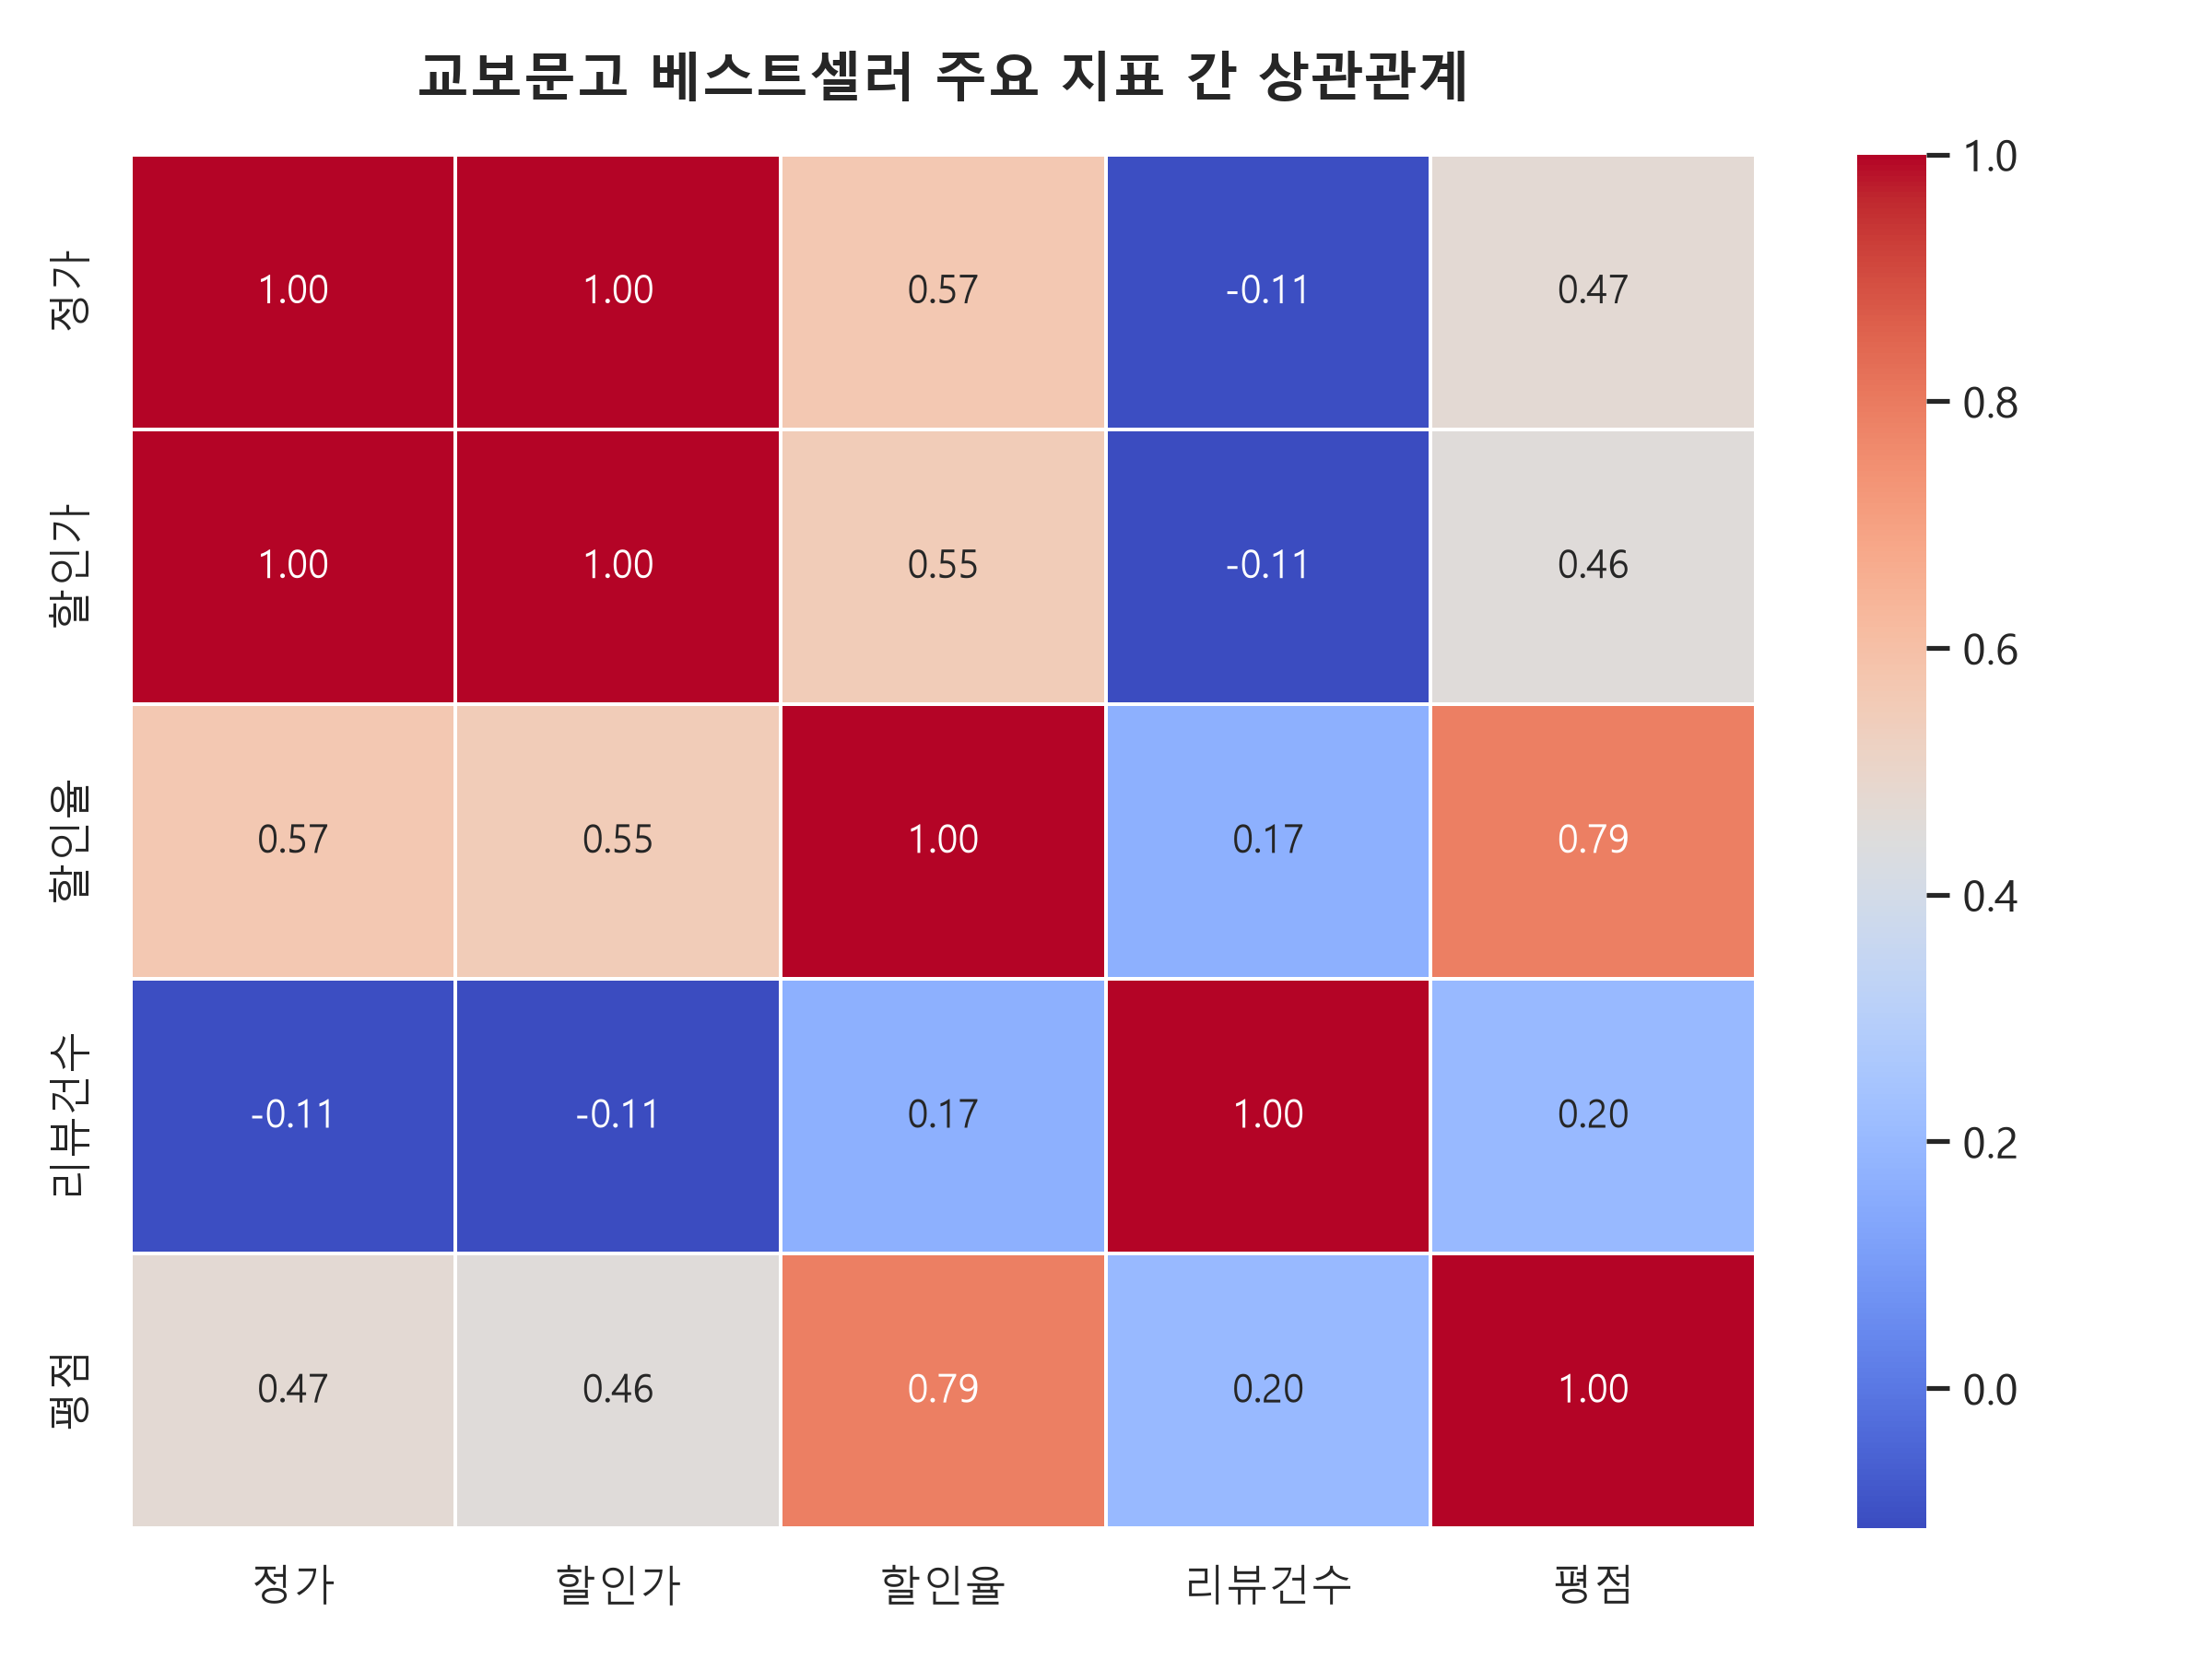 교보문고 베스트셀러 주요 지표 간 상관관계
정가 1.00 1.00 0.57 -0.11 0.47
할인가 1.00 1.00 0.55 -0.11 0.46
할인율 0.57 0.55 1.00 0.17 0.79
리뷰건수 -0.11 -0.11 0.17 1.00 0.20
평점 0.47 0.46 0.79 0.20 1.00
정가 할인가 할인율 리뷰건수 평점
1.0
0.8
0.6
0.4
0.2
0.0